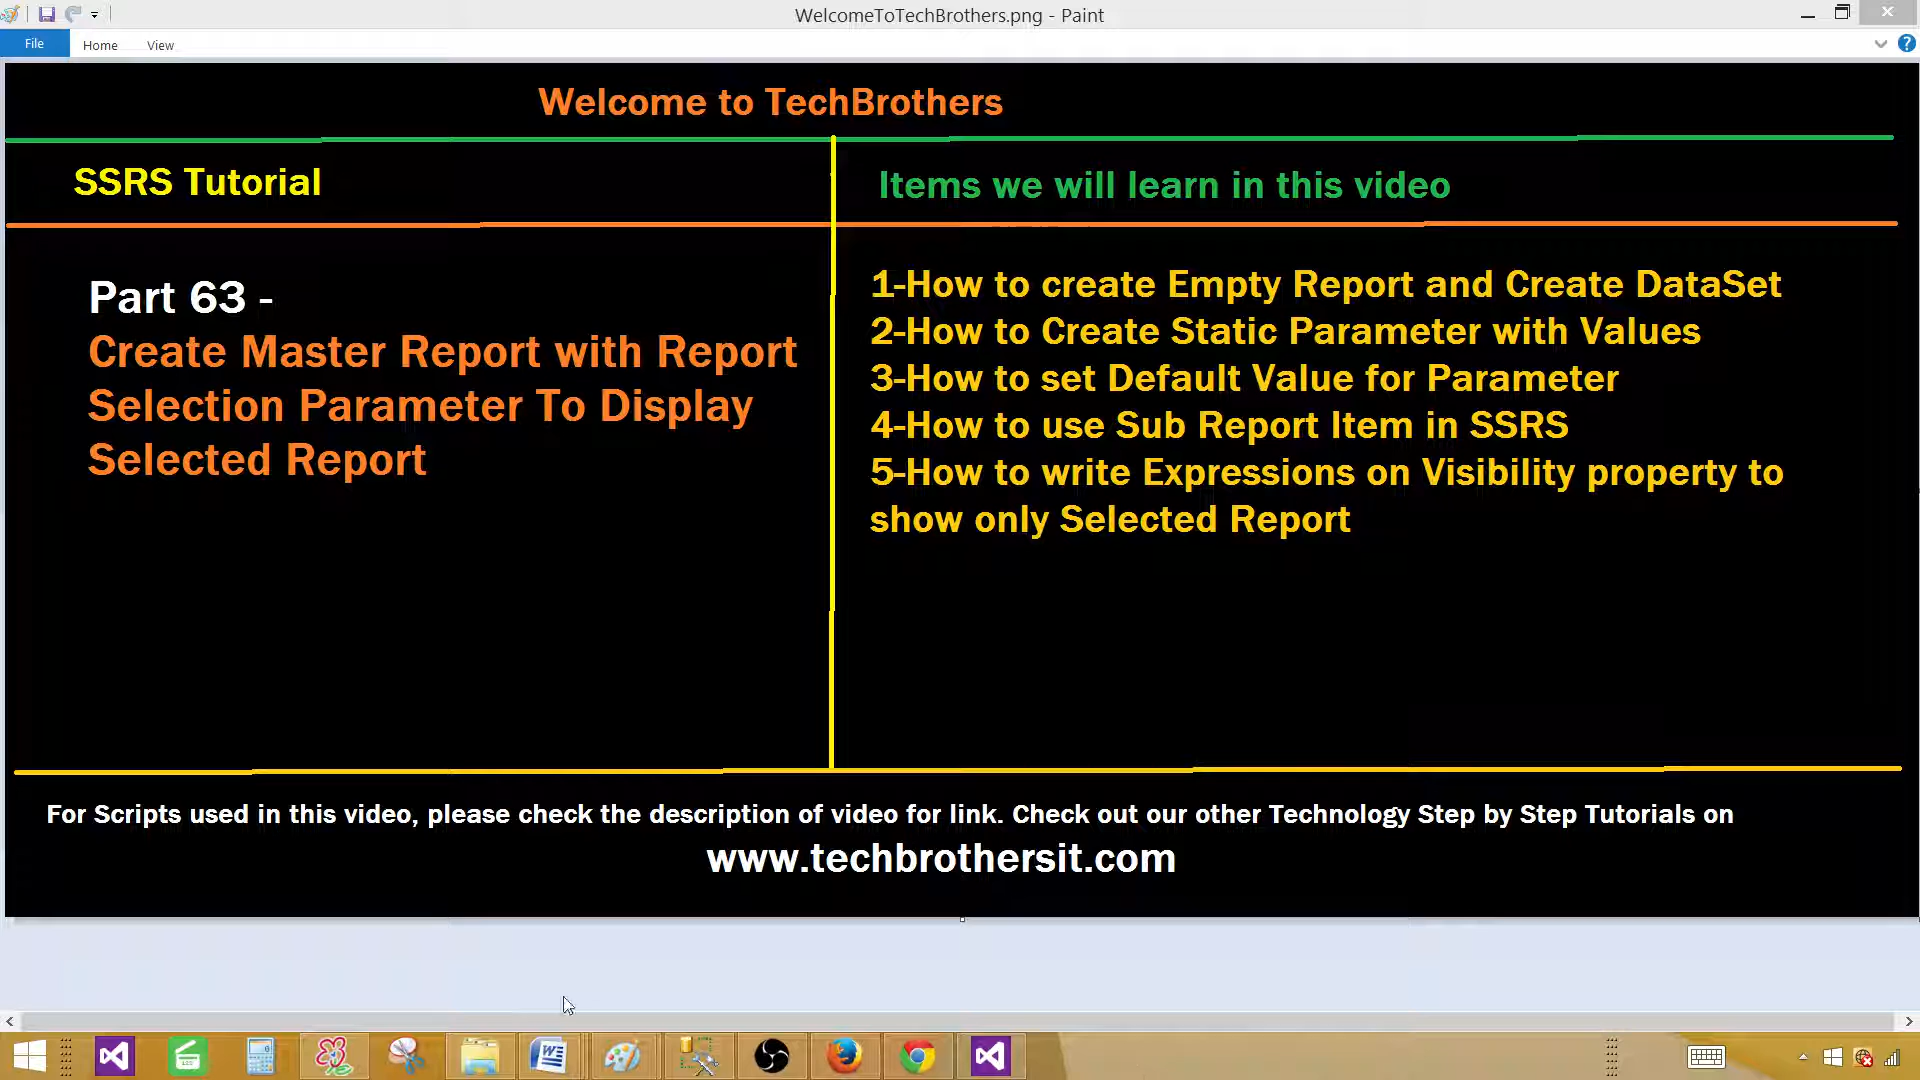 WelcomeToTechBrothers.png - Paint
File
Home
View
Welcome to TechBrothers
SSRS Tutorial
Items we will learn in this video
Part 63 -
Create Master Report with Report
Selection Parameter To Display
Selected Report
1-How to create Empty Report and Create DataSet
2-How to Create Static Parameter with Values
3-How to set Default Value for Parameter
4-How to use Sub Report Item in SSRS
5-How to write Expressions on Visibility property to
show only Selected Report
For Scripts used in this video, please check the description of video for link. Check out our other Technology Step by Step Tutorials on
www.techbrothersit.com